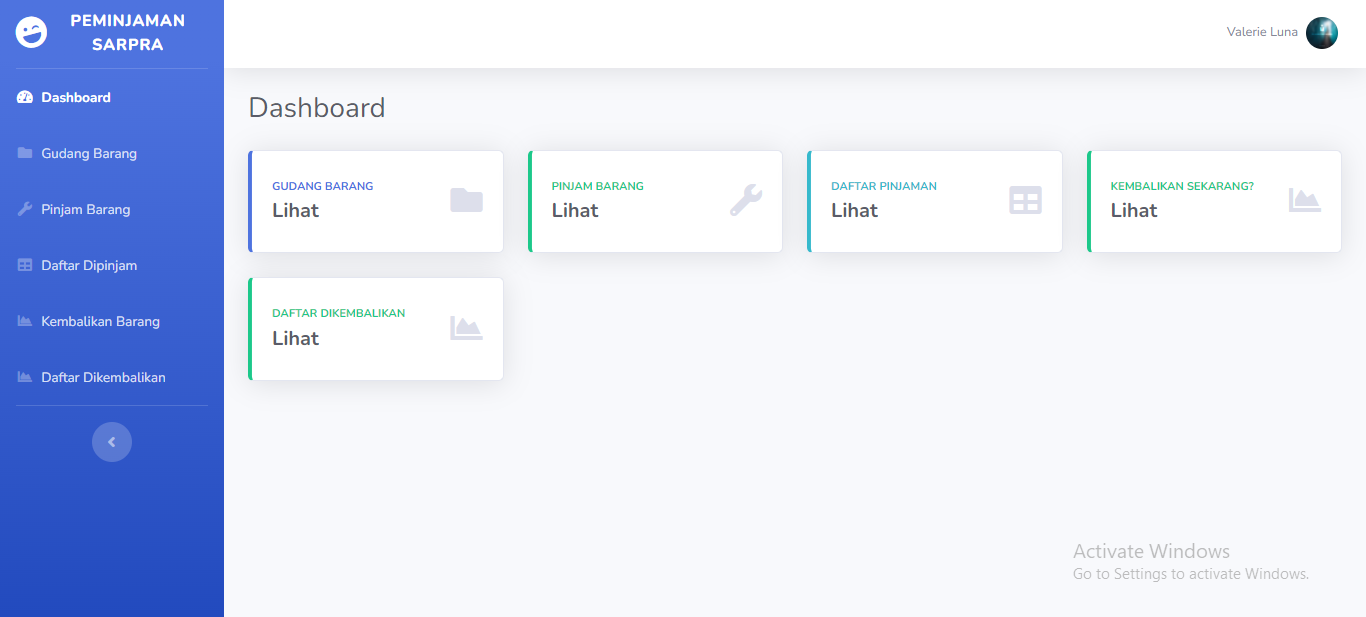 PEMINJAMAN
SARPRA
Dashboard
Gudang Barang
Pinjam Barang
Daftar Dipinjam
Kembalikan Barang
Daftar Dikembalikan
Valerie Luna
Dashboard
GUDANG BARANG
Lihat
PINJAM BARANG
Lihat
DAFTAR PINJAMAN
Lihat
KEMBALIKAN SEKARANG?
Lihat
DAFTAR DIKEMBALIKAN
Lihat
Activate Windows
Go to Settings to activate Windows.